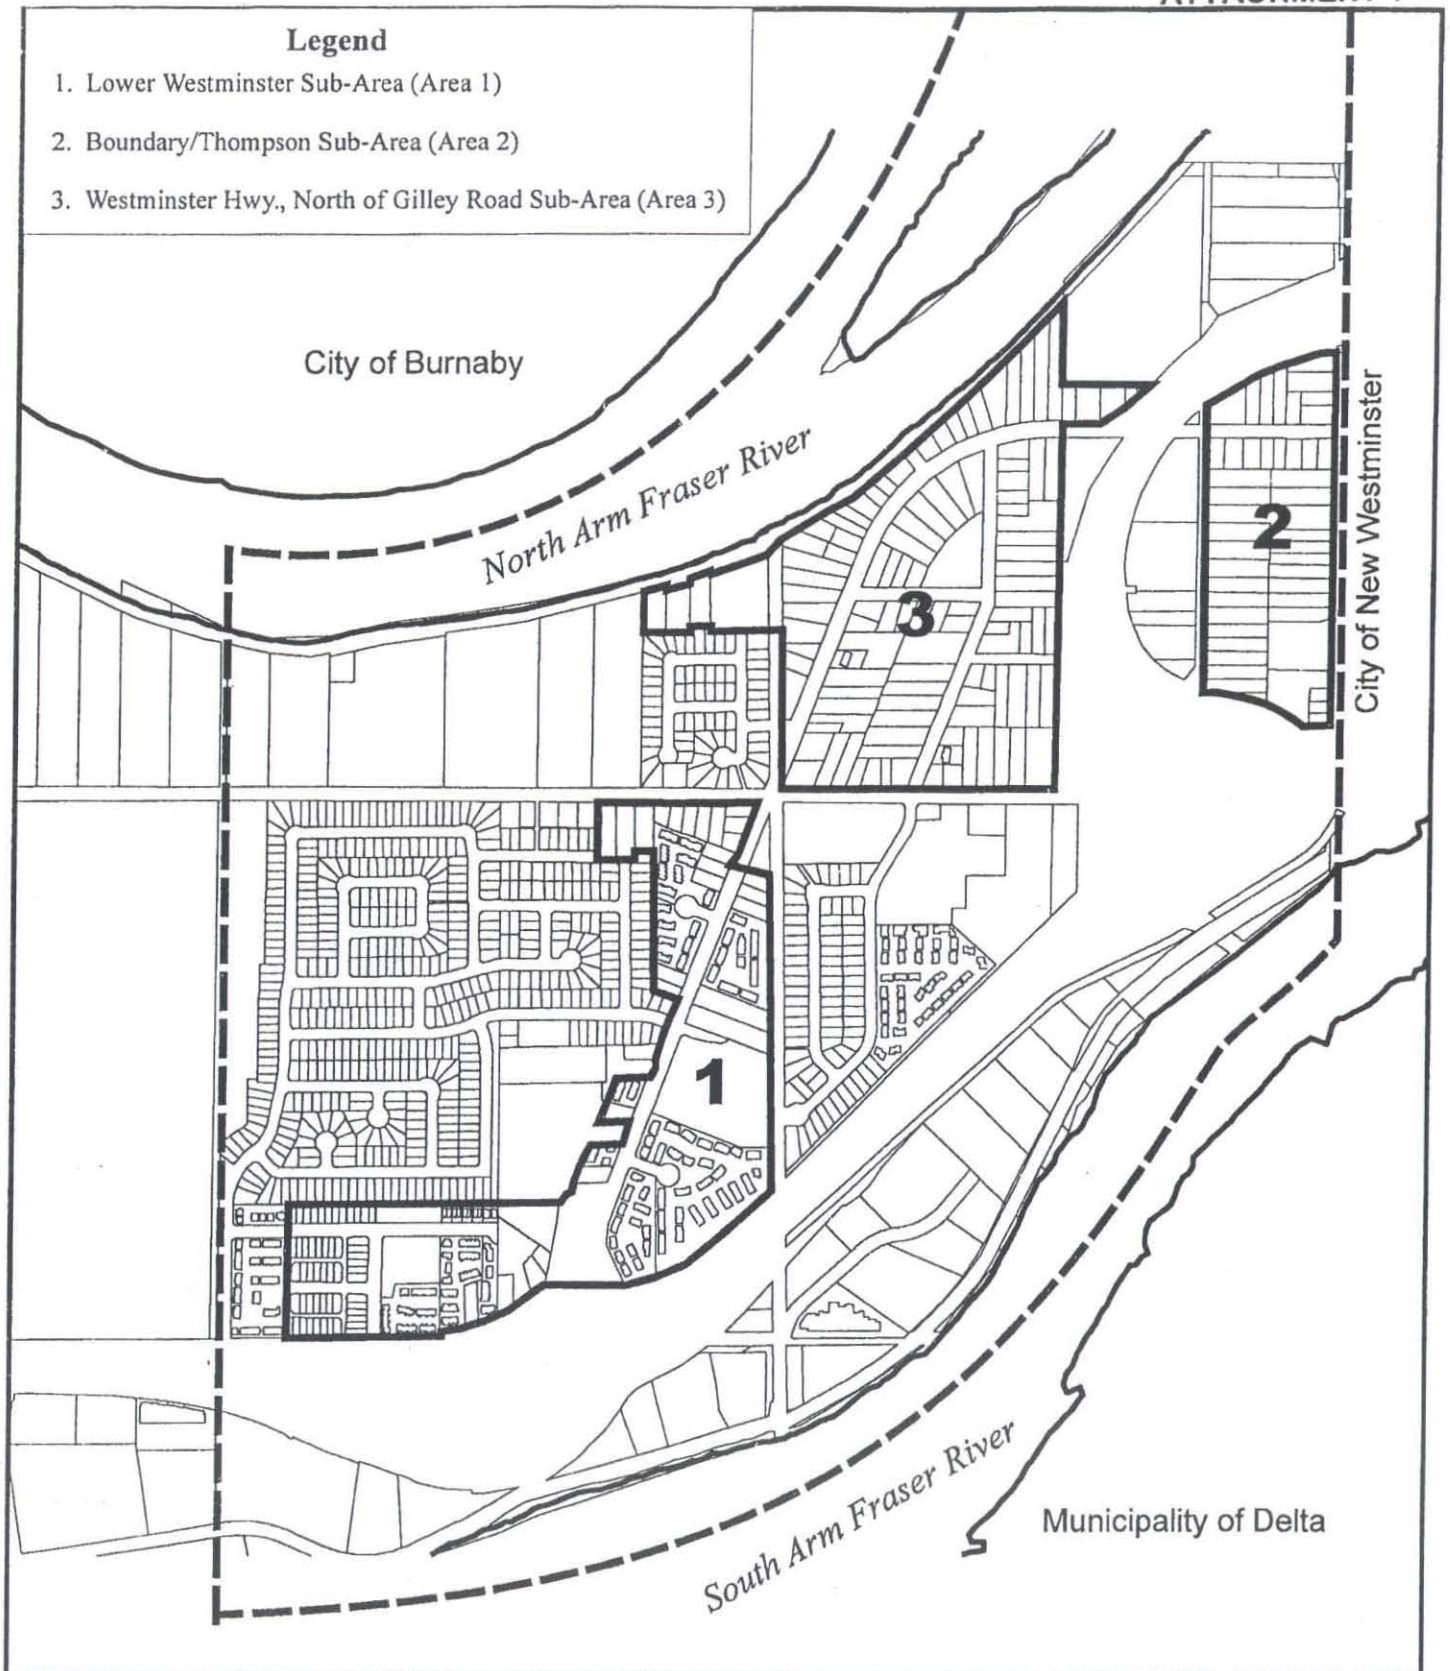 Legend
1. Lower Westminster Sub-Area (Area 1)
2. Boundary/Thompson Sub-Area (Area 2)
3. Westminster Hwy., North of Gilley Road Sub-Area (Area 3)
City of Burnaby
North Arm Fraser River
City of New Westminster
2
3
1
South Arm Fraser River
Municipality of Delta